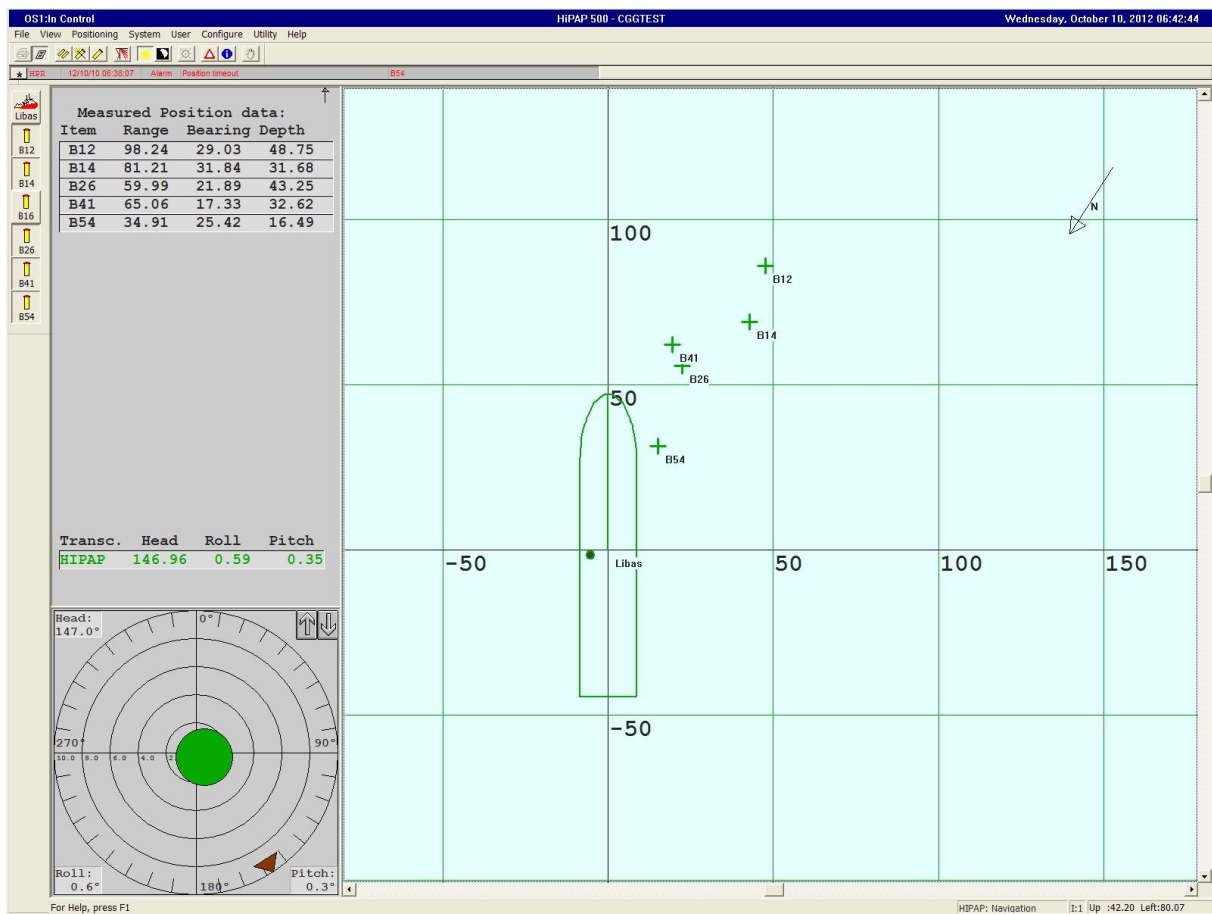 OS1:In Control HiPAP 500 - CGGTEST Wednesday, October 10, 2012 06:42:44
File View Positioning System User Configure Utility Help
* HPR 12/10/10 06:38:07 Alarm Position timeout B54
Libas
B12
B14
B16
B26
B41
B54
Measured Position data:
Item Range Bearing Depth
B12 98.24 29.03 48.75
B14 81.21 31.84 31.68
B26 59.99 21.89 43.25
B41 65.06 17.33 32.62
B54 34.91 25.42 16.49
Transc. Head Roll Pitch
HIPAP 146.96 0.59 0.35
Head:
147.0°
0°
270°
90°
10.0 8.0 6.0 4.0 2.
Roll:
0.6°
180°
Pitch:
0.3°
N
100
B12
B14
B41
B26
50
B54
Libas
-50 50 100 150
-50
For Help, press F1 HIPAP: Navigation I:1 Up :42.20 Left:80.07